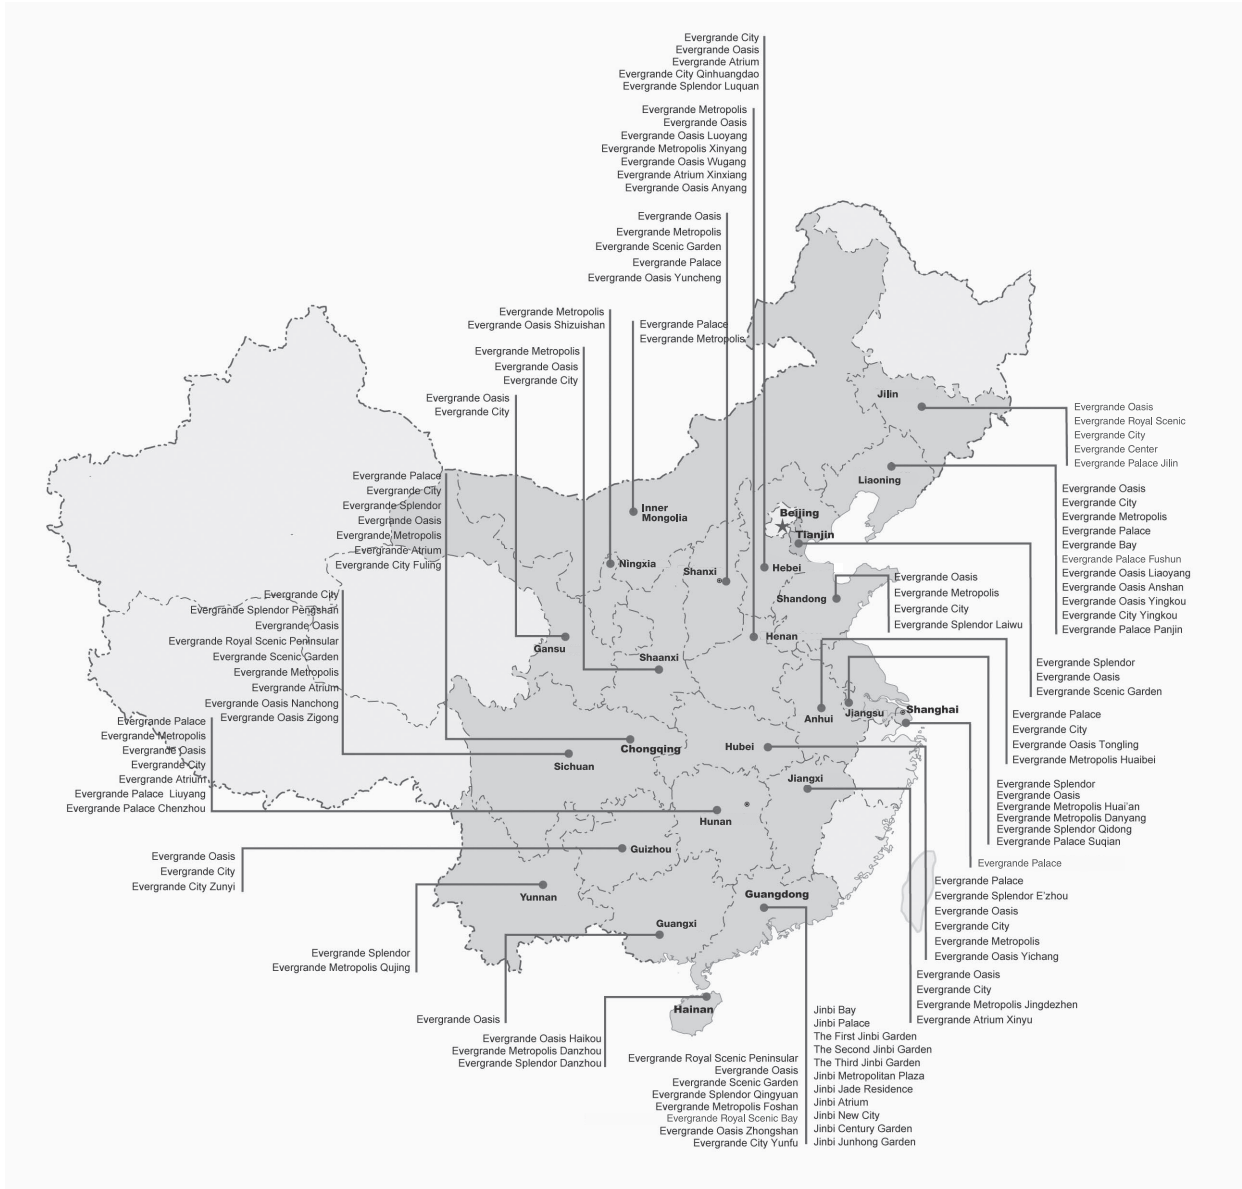 Evergrande City
Evergrande Oasis
Evergrande Atrium
Evergrande City Qinhuangdao
Evergrande Splendor Luquan
Evergrande Metropolis
Evergrande Oasis
Evergrande Oasis Luoyang
Evergrande Metropolis Xinyang
Evergrande Oasis Wugang
Evergrande Atrium Xinxiang
Evergrande Oasis Anyang
Evergrande Oasis
Evergrande Metropolis
Evergrande Scenic Garden
Evergrande Palace
Evergrande Oasis Yuncheng
Evergrande Metropolis
Evergrande Oasis Shizuishan
Evergrande Palace
Evergrande Metropolis
Evergrande Metropolis
Evergrande Oasis
Evergrande City
Evergrande Oasis
Evergrande City
Evergrande Palace
Evergrande City
Evergrande Splendor
Evergrande Oasis
Evergrande Metropolis
Evergrande Atrium
Evergrande City Fuling
Evergrande City
Evergrande Splendor Pengshan
Evergrande Oasis
Evergrande Royal Scenic Peninsular
Evergrande Scenic Garden
Evergrande Metropolis
Evergrande Atrium
Evergrande Oasis Nanchong
Evergrande Oasis Zigong
Evergrande Palace
Evergrande Metropolis
Evergrande Oasis
Evergrande City
Evergrande Atrium
Evergrande Palace Liuyang
Evergrande Palace Chenzhou
Evergrande Oasis
Evergrande City
Evergrande City Zunyi
Evergrande Splendor
Evergrande Metropolis Qujing
Evergrande Oasis
Evergrande Oasis Haikou
Evergrande Metropolis Danzhou
Evergrande Splendor Danzhou
Jilin
Liaoning
Beijing
Tianjin
Inner
Mongolia
Ningxia
Shanxi
Hebei
Shandong
Henan
Gansu
Shaanxi
Anhui
Jiangsu
Shanghai
Chongqing
Hubei
Sichuan
Jiangxi
Hunan
Guizhou
Yunnan
Guangdong
Guangxi
Hainan
Evergrande Oasis
Evergrande Royal Scenic
Evergrande City
Evergrande Center
Evergrande Palace Jilin
Evergrande Oasis
Evergrande City
Evergrande Metropolis
Evergrande Palace
Evergrande Bay
Evergrande Palace Fushun
Evergrande Oasis Liaoyang
Evergrande Oasis Anshan
Evergrande Oasis Yingkou
Evergrande City Yingkou
Evergrande Palace Panjin
Evergrande Oasis
Evergrande Metropolis
Evergrande City
Evergrande Splendor Laiwu
Evergrande Splendor
Evergrande Oasis
Evergrande Scenic Garden
Evergrande Palace
Evergrande City
Evergrande Oasis Tongling
Evergrande Metropolis Huaibei
Evergrande Splendor
Evergrande Oasis
Evergrande Metropolis Huai'an
Evergrande Metropolis Danyang
Evergrande Splendor Qidong
Evergrande Palace Suqian
Evergrande Palace
Evergrande Palace
Evergrande Splendor E'zhou
Evergrande Oasis
Evergrande City
Evergrande Metropolis
Evergrande Oasis Yichang
Evergrande Oasis
Evergrande City
Evergrande Metropolis Jingdezhen
Evergrande Atrium Xinyu
Evergrande Royal Scenic Peninsular
Evergrande Oasis
Evergrande Scenic Garden
Evergrande Splendor Qingyuan
Evergrande Metropolis Foshan
Evergrande Royal Scenic Bay
Evergrande Oasis Zhongshan
Evergrande City Yunfu
Jinbi Bay
Jinbi Palace
The First Jinbi Garden
The Second Jinbi Garden
The Third Jinbi Garden
Jinbi Metropolitan Plaza
Jinbi Jade Residence
Jinbi Atrium
Jinbi New City
Jinbi Century Garden
Jinbi Junhong Garden